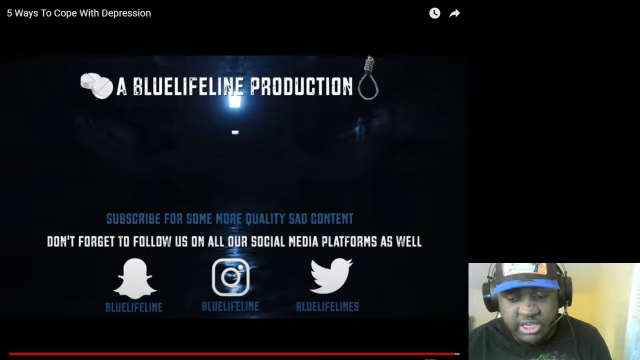 5 Ways To Cope With Depression
A BLUELIFELINE PRODUCTION
SUBSCRIBE FOR SOME MORE QUALITY SAD CONTENT
DON'T FORGET TO FOLLOW US ON ALL OUR SOCIAL MEDIA PLATFORMS AS WELL
BLUELIFELINE BLUELIFEL1NE BLUELIFELINES